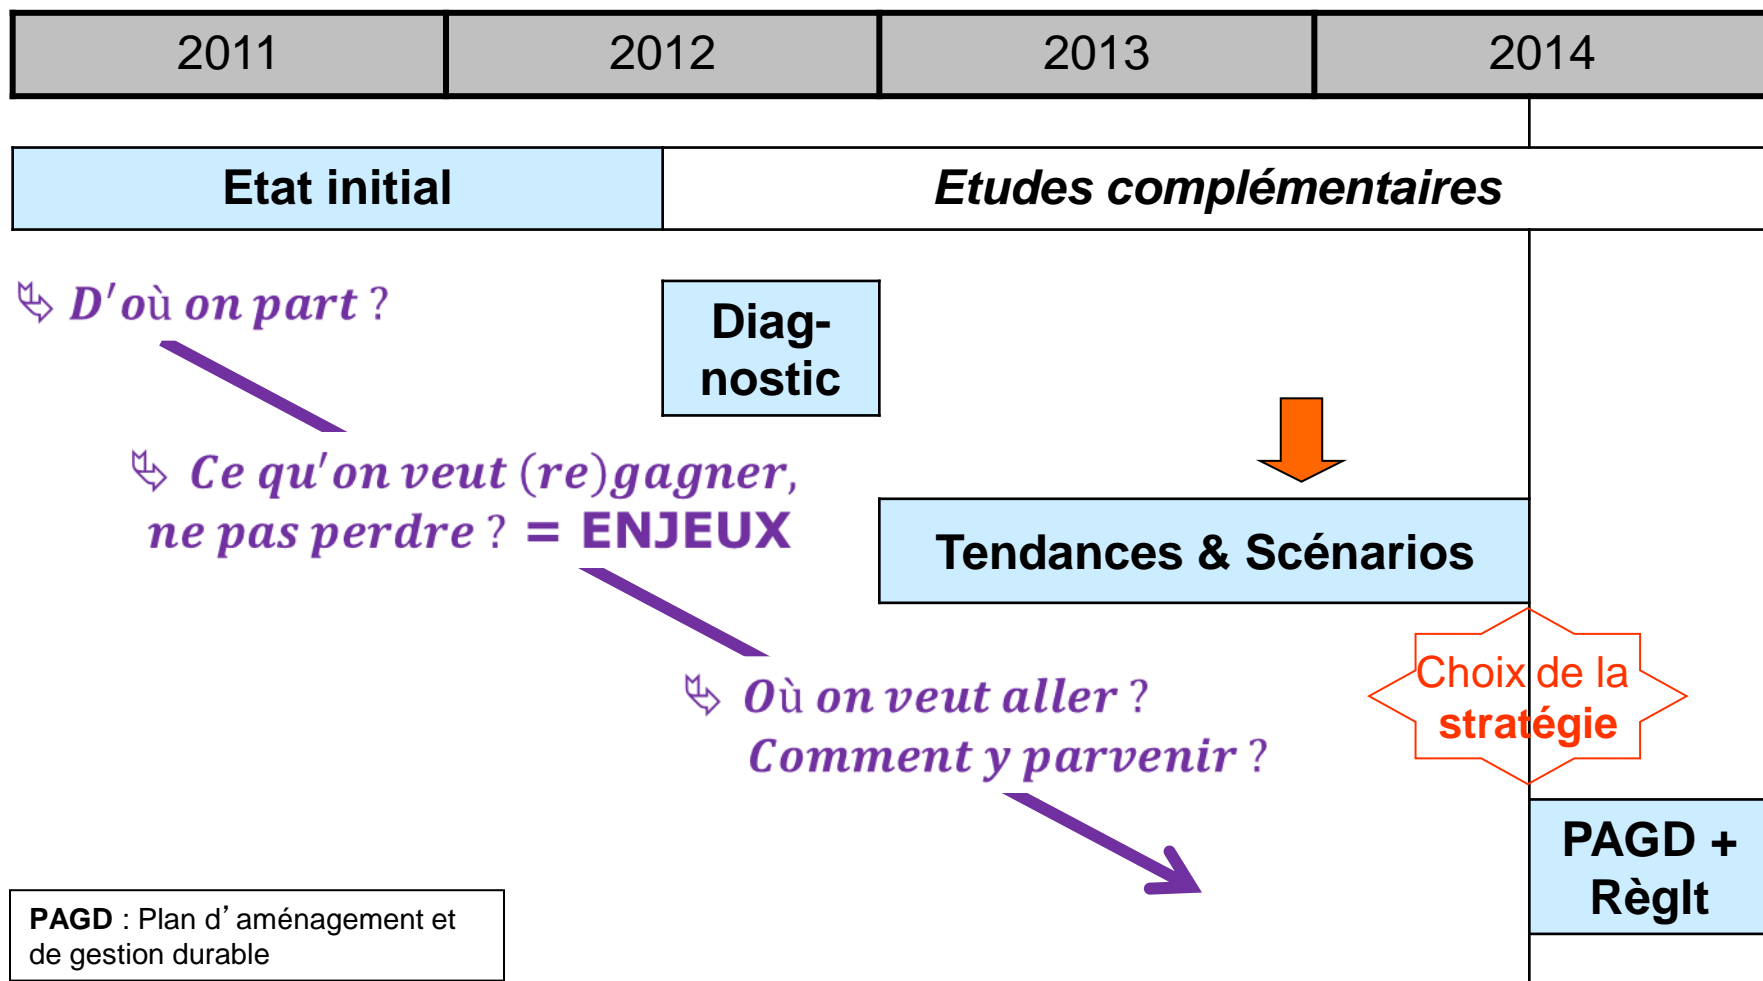 2011 2012 2013 2014
Etat initial Etudes complémentaires
D'où on part ?
Diag-
nostic
Ce qu'on veut (re)gagner,
ne pas perdre ? = ENJEUX
Tendances & Scénarios
Où on veut aller ?
Comment y parvenir ?
Choix de la
stratégie
PAGD +
Règlt
PAGD : Plan d’aménagement et
de gestion durable